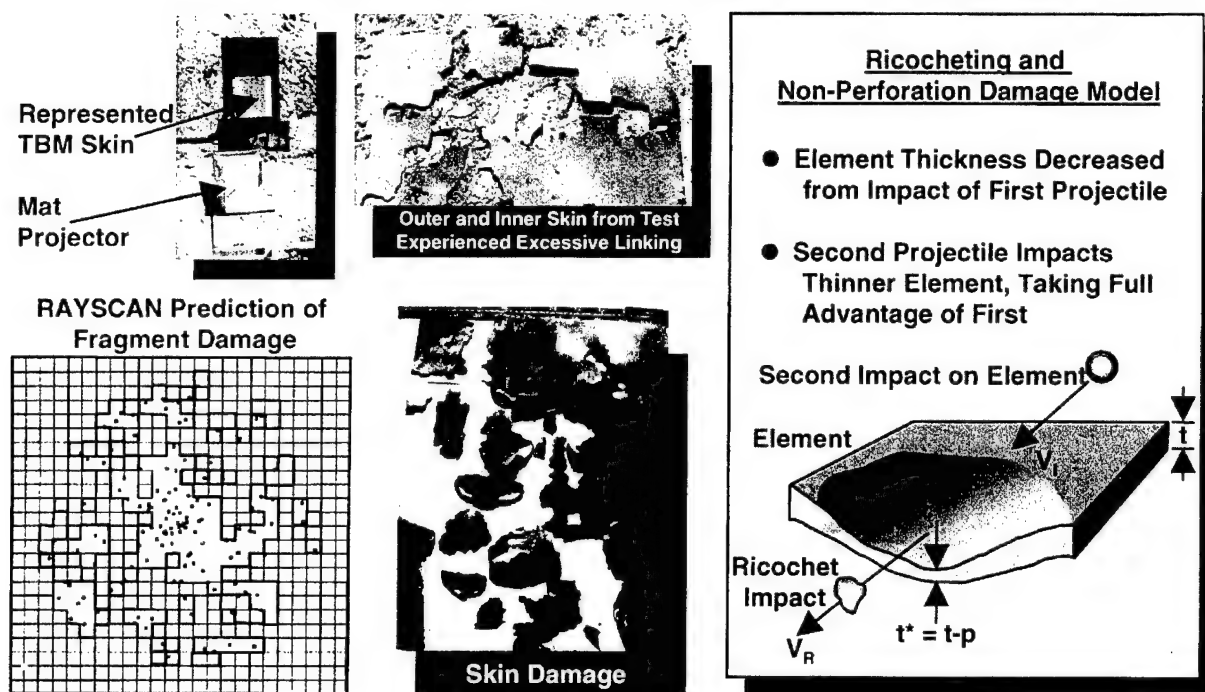 Represented
TBM Skin
Mat
Projector
Outer and Inner Skin from Test
Experienced Excessive Linking
RAYSCAN Prediction of
Fragment Damage
Skin Damage
Ricocheting and
Non-Perforation Damage Model
● Element Thickness Decreased
from Impact of First Projectile
● Second Projectile Impacts
Thinner Element, Taking Full
Advantage of First
Second Impact on Element
Element
t
V_I
Ricochet
Impact
V_R
t* = t-p